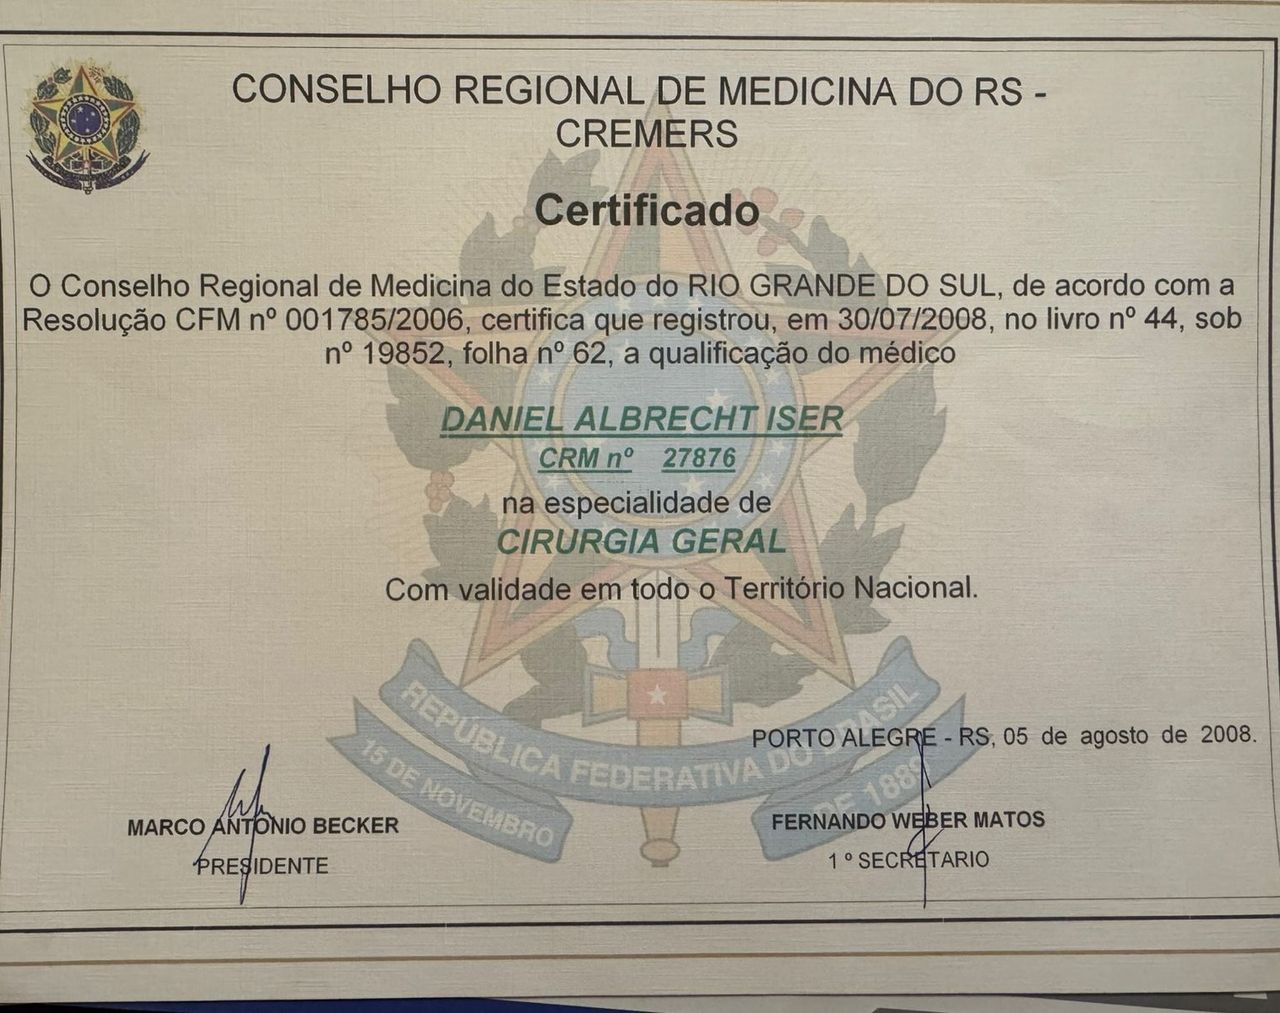 CONSELHO REGIONAL DE MEDICINA DO RS -
CREMERS
Certificado
O Conselho Regional de Medicina do Estado do RIO GRANDE DO SUL, de acordo com a
Resolução CFM nº 001785/2006, certifica que registrou, em 30/07/2008, no livro nº 44, sob
nº 19852, folha nº 62, a qualificação do médico
DANIEL ALBRECHT ISER
CRM nº 27876
na especialidade de
CIRURGIA GERAL
Com validade em todo o Território Nacional.
REPÚBLICA FEDERATIVA DO BRASIL
15 DE NOVEMBRO
DE 1889
PORTO ALEGRE - RS, 05 de agosto de 2008.
MARCO ANTÔNIO BECKER
PRESIDENTE
FERNANDO WEBER MATOS
1 º SECRETARIO